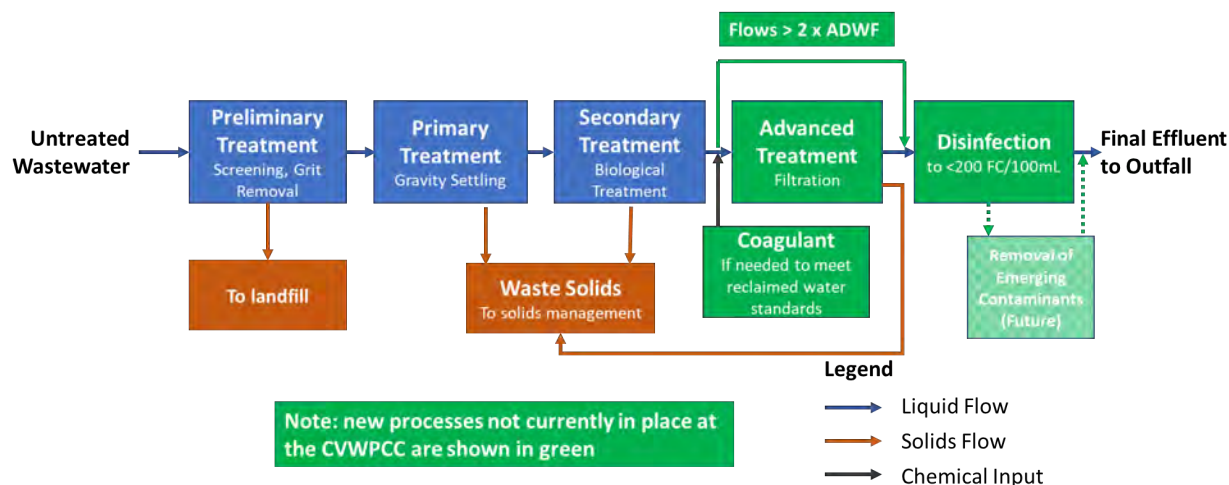 Flows > 2 x ADWF
Untreated
Wastewater
Preliminary
Treatment
Screening, Grit
Removal
Primary
Treatment
Gravity Settling
Secondary
Treatment
Biological
Treatment
Advanced
Treatment
Filtration
Disinfection
to <200 FC/100mL
Final Effluent
to Outfall
To landfill
Waste Solids
To solids management
Coagulant
If needed to meet
reclaimed water
standards
Removal of
Emerging
Contaminants
(Future)
Legend
Liquid Flow
Solids Flow
Chemical Input
Note: new processes not currently in place at
the CVWPCC are shown in green